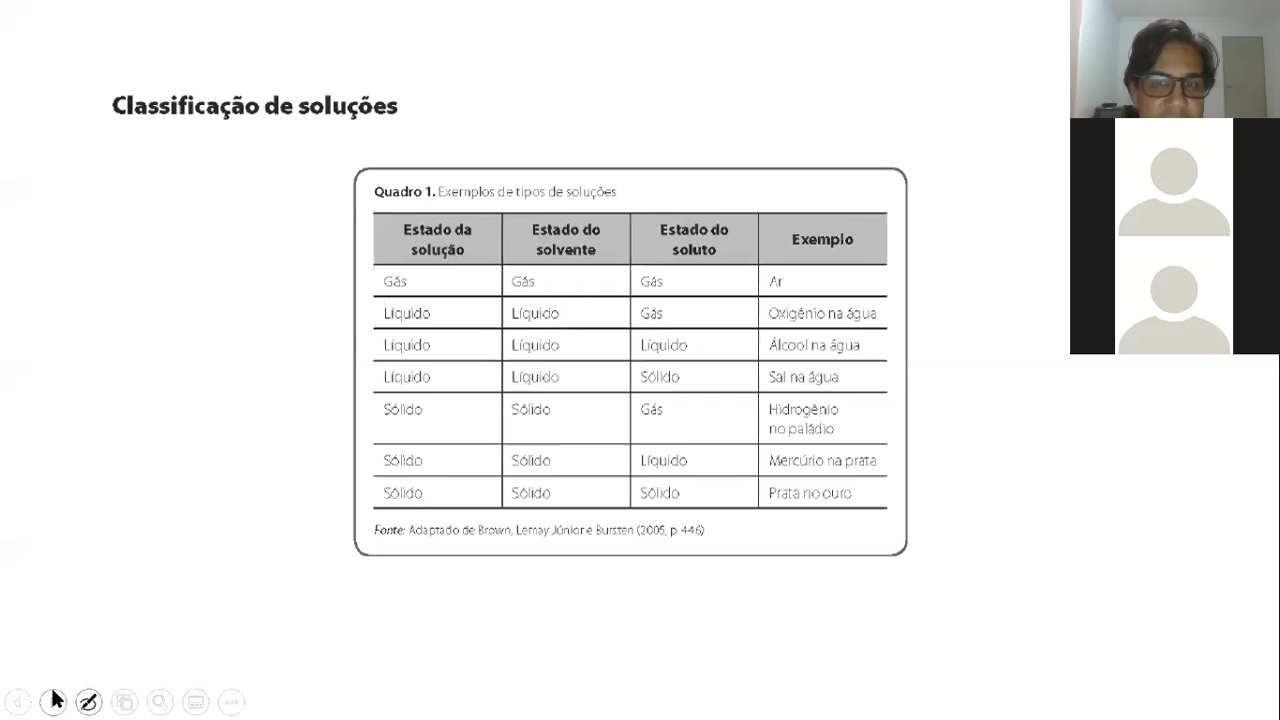 Classificação de soluções
Quadro 1. Exemplos de tipos de soluções
Estado da solução | Estado do solvente | Estado do soluto | Exemplo
Gás | Gás | Gás | Ar
Líquido | Líquido | Gás | Oxigênio na água
Líquido | Líquido | Líquido | Álcool na água
Líquido | Líquido | Sólido | Sal na água
Sólido | Sólido | Gás | Hidrogênio no paládio
Sólido | Sólido | Líquido | Mercúrio na prata
Sólido | Sólido | Sólido | Prata no ouro
Fonte: Adaptado de Brown, Lemay Júnior e Bursten (2005, p. 446)